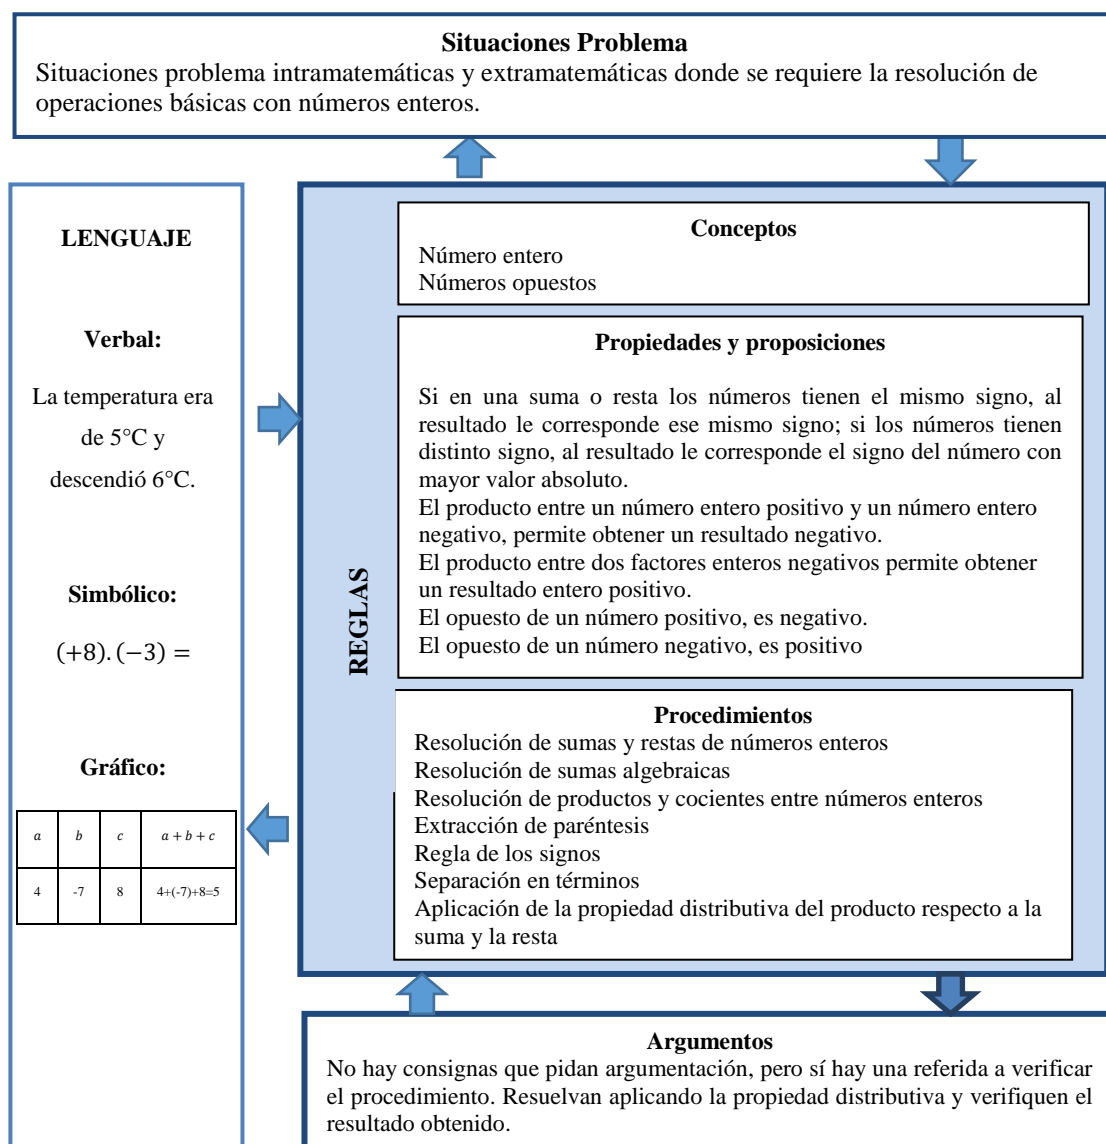 Situaciones Problema
Situaciones problema intramatemáticas y extramatemáticas donde se requiere la resolución de
operaciones básicas con números enteros.
LENGUAJE
Verbal:
La temperatura era
de 5°C y
descendió 6°C.
Simbólico:
(+8). (−3) =
Gráfico:
a b c a + b + c
4 -7 8 4+(-7)+8=5
REGLAS
Conceptos
Número entero
Números opuestos
Propiedades y proposiciones
Si en una suma o resta los números tienen el mismo signo, al
resultado le corresponde ese mismo signo; si los números tienen
distinto signo, al resultado le corresponde el signo del número con
mayor valor absoluto.
El producto entre un número entero positivo y un número entero
negativo, permite obtener un resultado negativo.
El producto entre dos factores enteros negativos permite obtener
un resultado entero positivo.
El opuesto de un número positivo, es negativo.
El opuesto de un número negativo, es positivo
Procedimientos
Resolución de sumas y restas de números enteros
Resolución de sumas algebraicas
Resolución de productos y cocientes entre números enteros
Extracción de paréntesis
Regla de los signos
Separación en términos
Aplicación de la propiedad distributiva del producto respecto a la
suma y la resta
Argumentos
No hay consignas que pidan argumentación, pero sí hay una referida a verificar
el procedimiento. Resuelvan aplicando la propiedad distributiva y verifiquen el
resultado obtenido.